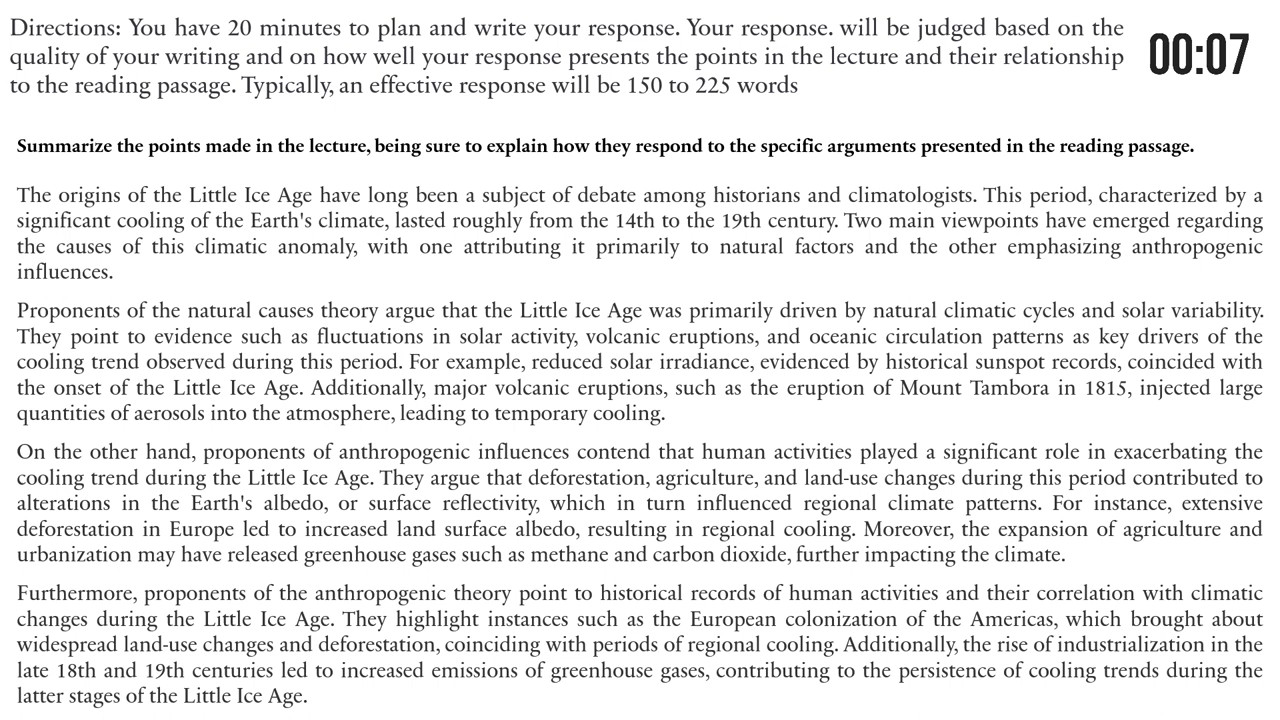 Directions: You have 20 minutes to plan and write your response. Your response. will be judged based on the
quality of your writing and on how well your response presents the points in the lecture and their relationship
to the reading passage. Typically, an effective response will be 150 to 225 words
00:07
Summarize the points made in the lecture, being sure to explain how they respond to the specific arguments presented in the reading passage.
The origins of the Little Ice Age have long been a subject of debate among historians and climatologists. This period, characterized by a
significant cooling of the Earth's climate, lasted roughly from the 14th to the 19th century. Two main viewpoints have emerged regarding
the causes of this climatic anomaly, with one attributing it primarily to natural factors and the other emphasizing anthropogenic
influences.
Proponents of the natural causes theory argue that the Little Ice Age was primarily driven by natural climatic cycles and solar variability.
They point to evidence such as fluctuations in solar activity, volcanic eruptions, and oceanic circulation patterns as key drivers of the
cooling trend observed during this period. For example, reduced solar irradiance, evidenced by historical sunspot records, coincided with
the onset of the Little Ice Age. Additionally, major volcanic eruptions, such as the eruption of Mount Tambora in 1815, injected large
quantities of aerosols into the atmosphere, leading to temporary cooling.
On the other hand, proponents of anthropogenic influences contend that human activities played a significant role in exacerbating the
cooling trend during the Little Ice Age. They argue that deforestation, agriculture, and land-use changes during this period contributed to
alterations in the Earth's albedo, or surface reflectivity, which in turn influenced regional climate patterns. For instance, extensive
deforestation in Europe led to increased land surface albedo, resulting in regional cooling. Moreover, the expansion of agriculture and
urbanization may have released greenhouse gases such as methane and carbon dioxide, further impacting the climate.
Furthermore, proponents of the anthropogenic theory point to historical records of human activities and their correlation with climatic
changes during the Little Ice Age. They highlight instances such as the European colonization of the Americas, which brought about
widespread land-use changes and deforestation, coinciding with periods of regional cooling. Additionally, the rise of industrialization in the
late 18th and 19th centuries led to increased emissions of greenhouse gases, contributing to the persistence of cooling trends during the
latter stages of the Little Ice Age.